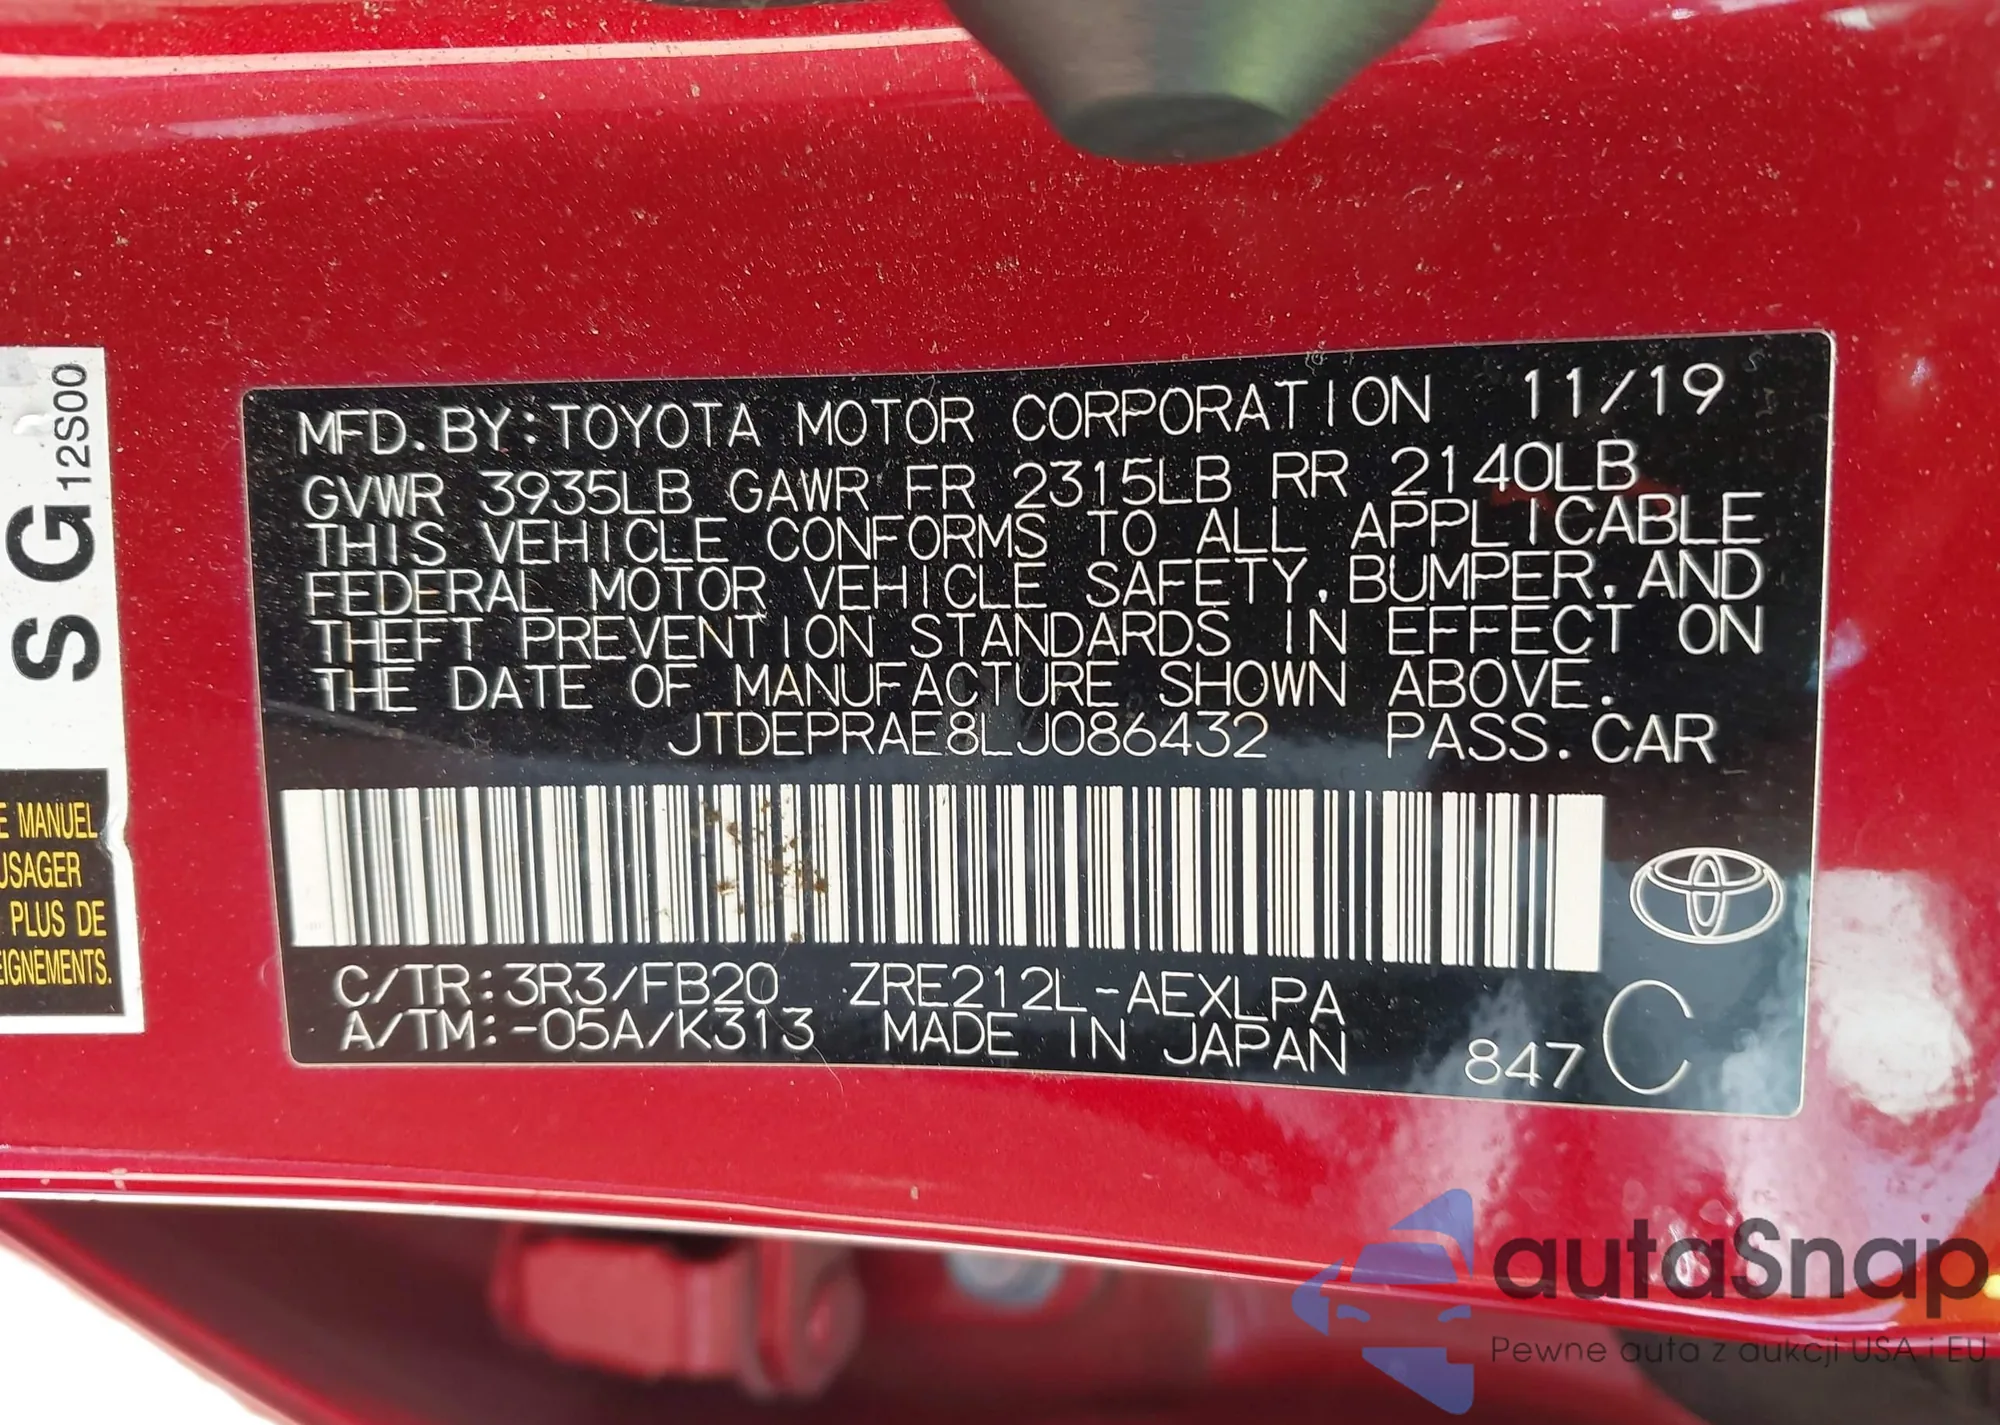 MFD.BY:TOYOTA MOTOR CORPORATION 11/19
GVWR 3935LB GAWR FR 2315LB RR 2140LB
THIS VEHICLE CONFORMS TO ALL APPLICABLE
FEDERAL MOTOR VEHICLE SAFETY,BUMPER,AND
THEFT PREVENTION STANDARDS IN EFFECT ON
THE DATE OF MANUFACTURE SHOWN ABOVE.
JTDEPRAE8LJ086432 PASS.CAR
C/TR:3R3/FB20 ZRE212L-AEXLPA
A/TM:-05A/K313 MADE IN JAPAN
847 C
SG12S00
E MANUEL
USAGER
PLUS DE
EIGNEMENTS.
autaSnap
Pewne auta z aukcji USA i EU